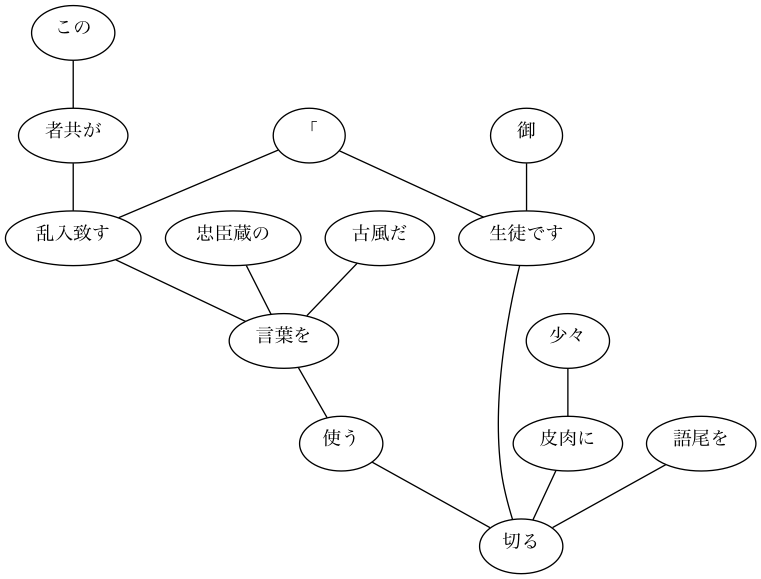 この
者共が
「
御
乱入致す
忠臣蔵の
古風だ
生徒です
言葉を
少々
使う
皮肉に
語尾を
切る